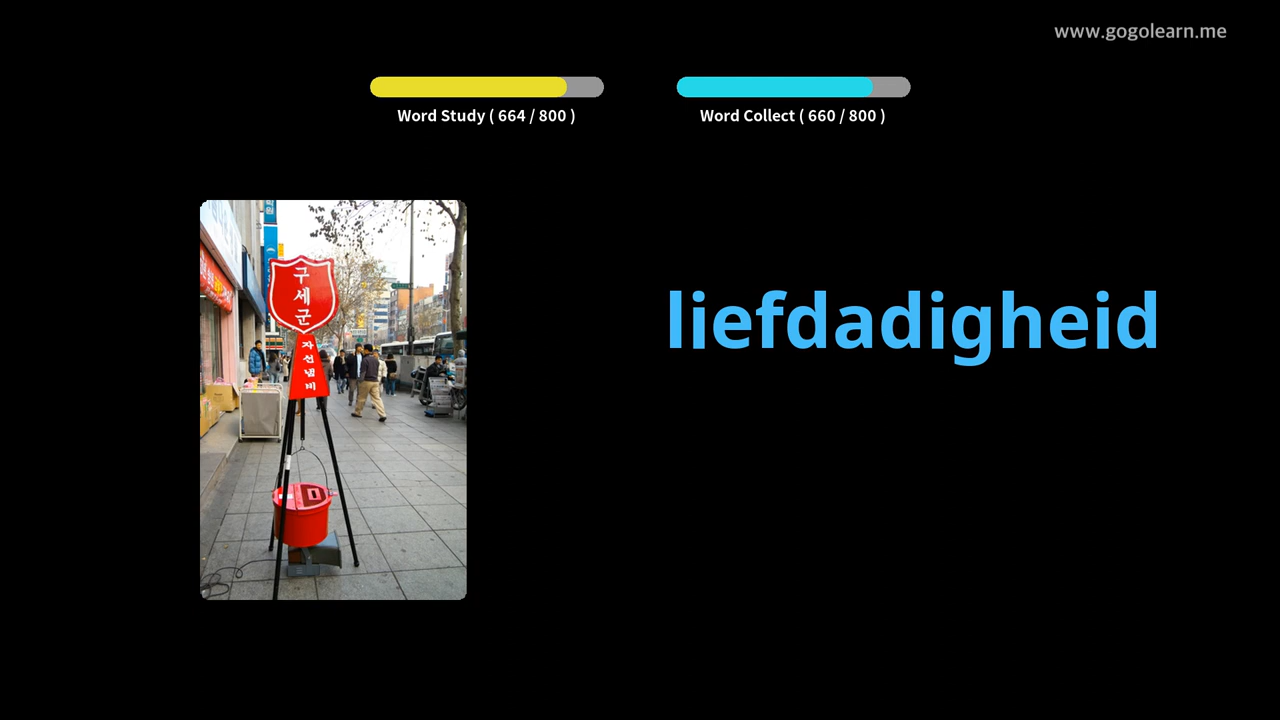 www.gogolearn.me
Word Study ( 664 / 800 )
Word Collect ( 660 / 800 )
구세군
자선냄비
liefdadigheid